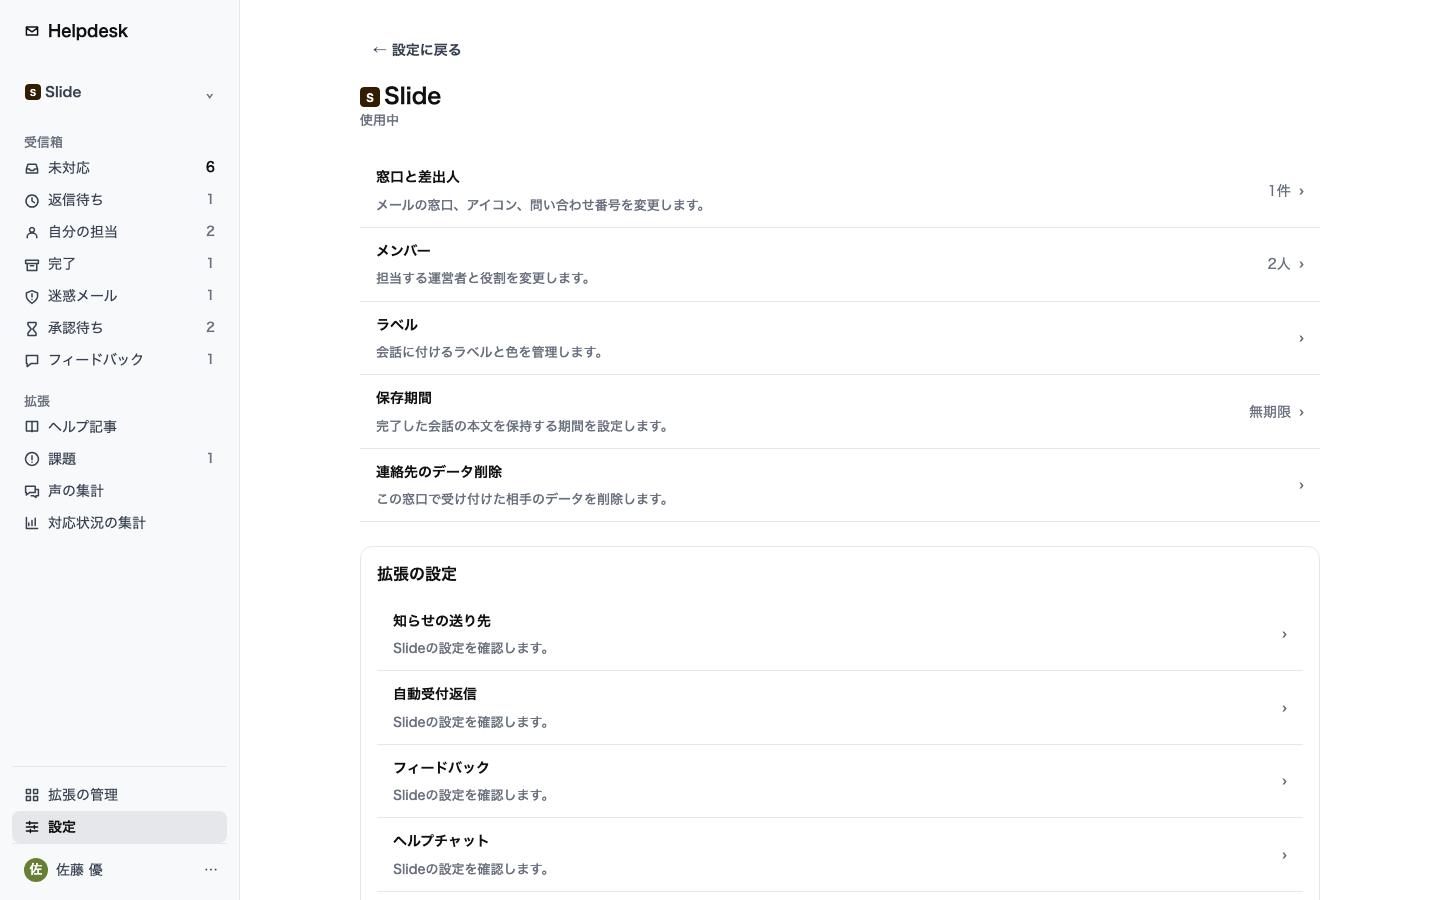 Helpdesk
S Slide
受信箱
未対応 6
返信待ち 1
自分の担当 2
完了 1
迷惑メール 1
承認待ち 2
フィードバック 1
拡張
ヘルプ記事
課題 1
声の集計
対応状況の集計
拡張の管理
設定
佐 佐藤 優 …
← 設定に戻る
S Slide
使用中
窓口と差出人
メールの窓口、アイコン、問い合わせ番号を変更します。
1件 ›
メンバー
担当する運営者と役割を変更します。
2人 ›
ラベル
会話に付けるラベルと色を管理します。
›
保存期間
完了した会話の本文を保持する期間を設定します。
無期限 ›
連絡先のデータ削除
この窓口で受け付けた相手のデータを削除します。
›
拡張の設定
知らせの送り先
Slideの設定を確認します。
›
自動受付返信
Slideの設定を確認します。
›
フィードバック
Slideの設定を確認します。
›
ヘルプチャット
Slideの設定を確認します。
›